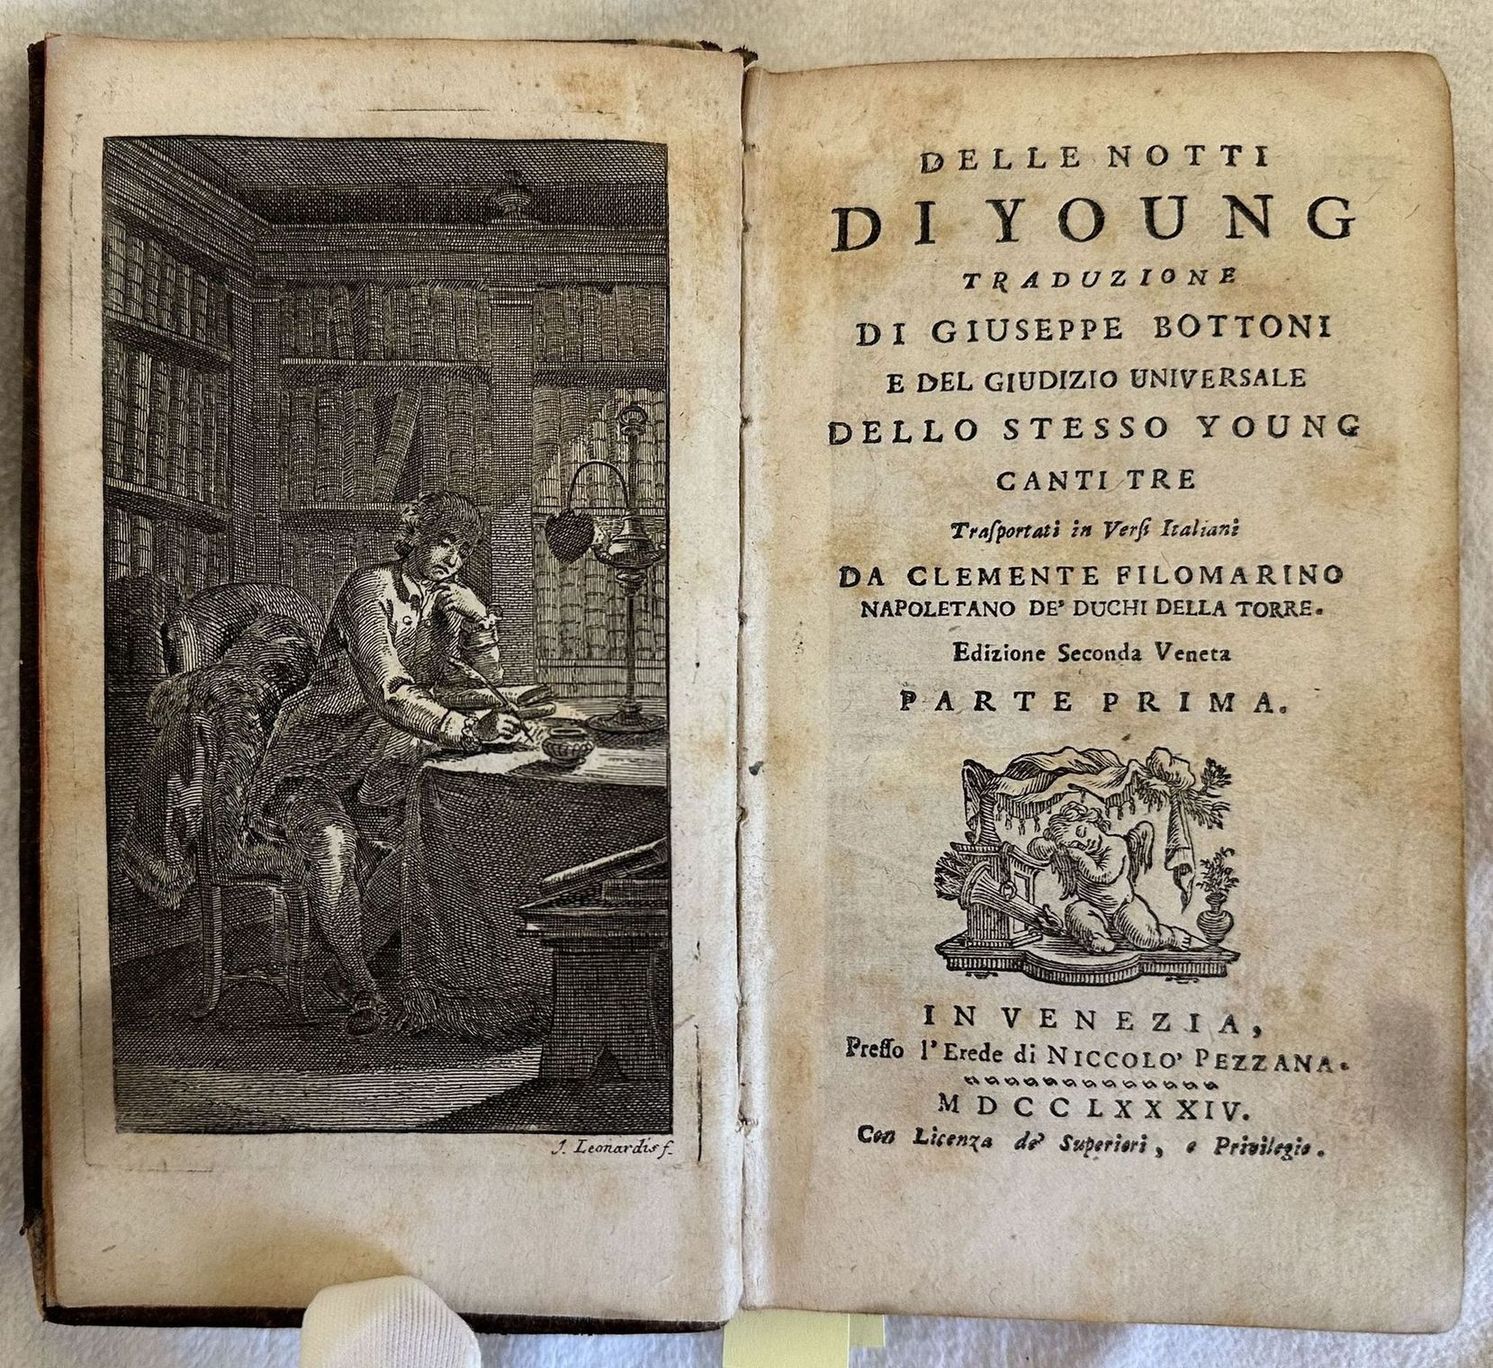 J. Leonardis f.
DELLE NOTTI
DI YOUNG
TRADUZIONE
DI GIUSEPPE BOTTONI
E DEL GIUDIZIO UNIVERSALE
DELLO STESSO YOUNG
CANTI TRE
Traſportati in Verſi Italiani
DA CLEMENTE FILOMARINO
NAPOLETANO DE' DUCHI DELLA TORRE.
Edizione Seconda Veneta
PARTE PRIMA.
IN VENEZIA,
Preſſo l'Erede di NICCOLO' PEZZANA.
MDCCLXXXIV.
Con Licenza de' Superiori, e Privilegio.